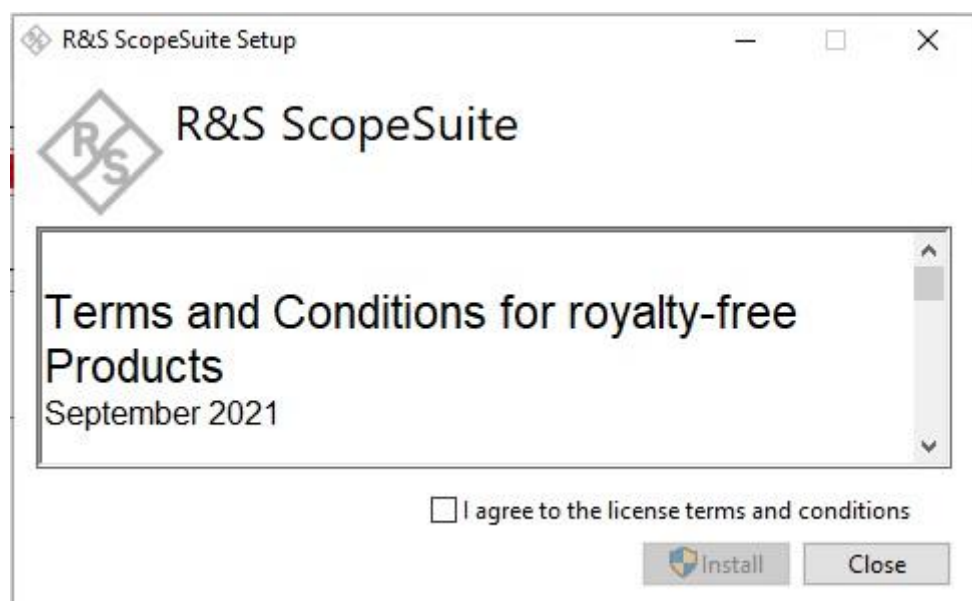 R&S ScopeSuite Setup
R&S ScopeSuite
R/S
Terms and Conditions for royalty-free
Products
September 2021
I agree to the license terms and conditions
Install
Close